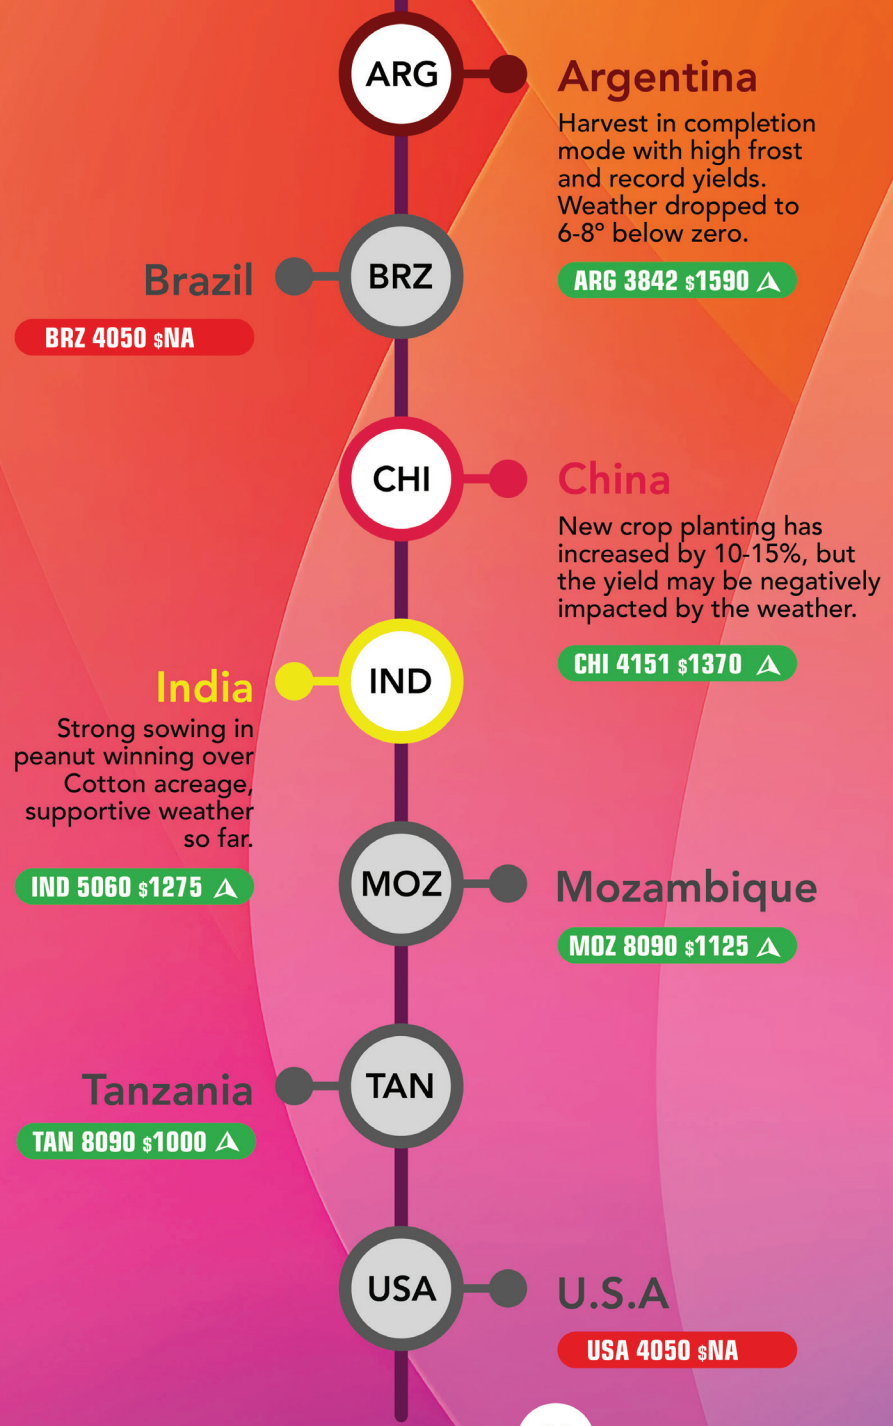 ARG
Argentina
Harvest in completion
mode with high frost
and record yields.
Weather dropped to
6-8º below zero.
ARG 3842 $1590
BRZ
Brazil
BRZ 4050 $NA
CHI
China
New crop planting has
increased by 10-15%, but
the yield may be negatively
impacted by the weather.
CHI 4151 $1370
IND
India
Strong sowing in
peanut winning over
Cotton acreage,
supportive weather
so far.
IND 5060 $1275
MOZ
Mozambique
MOZ 8090 $1125
TAN
Tanzania
TAN 8090 $1000
USA
U.S.A
USA 4050 $NA